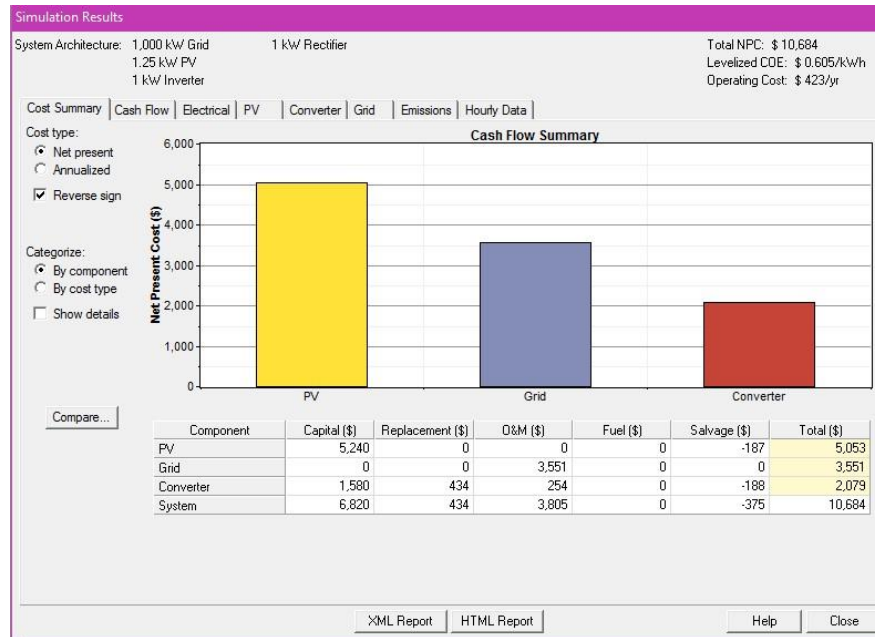 Simulation Results
System Architecture: 1,000 kW Grid 1 kW Rectifier
1.25 kW PV
1 kW Inverter
Total NPC: $ 10,684
Levelized COE: $ 0.605/kWh
Operating Cost: $ 423/yr
Cost Summary Cash Flow Electrical PV Converter Grid Emissions Hourly Data
Cost type:
Net present
Annualized
Reverse sign
Categorize:
By component
By cost type
Show details
Compare...
Cash Flow Summary
Net Present Cost ($)
6,000
5,000
4,000
3,000
2,000
1,000
0
PV Grid Converter
Component Capital ($) Replacement ($) O&M ($) Fuel ($) Salvage ($) Total ($)
PV 5,240 0 0 0 -187 5,053
Grid 0 0 3,551 0 0 3,551
Converter 1,580 434 254 0 -188 2,079
System 6,820 434 3,805 0 -375 10,684
XML Report HTML Report Help Close